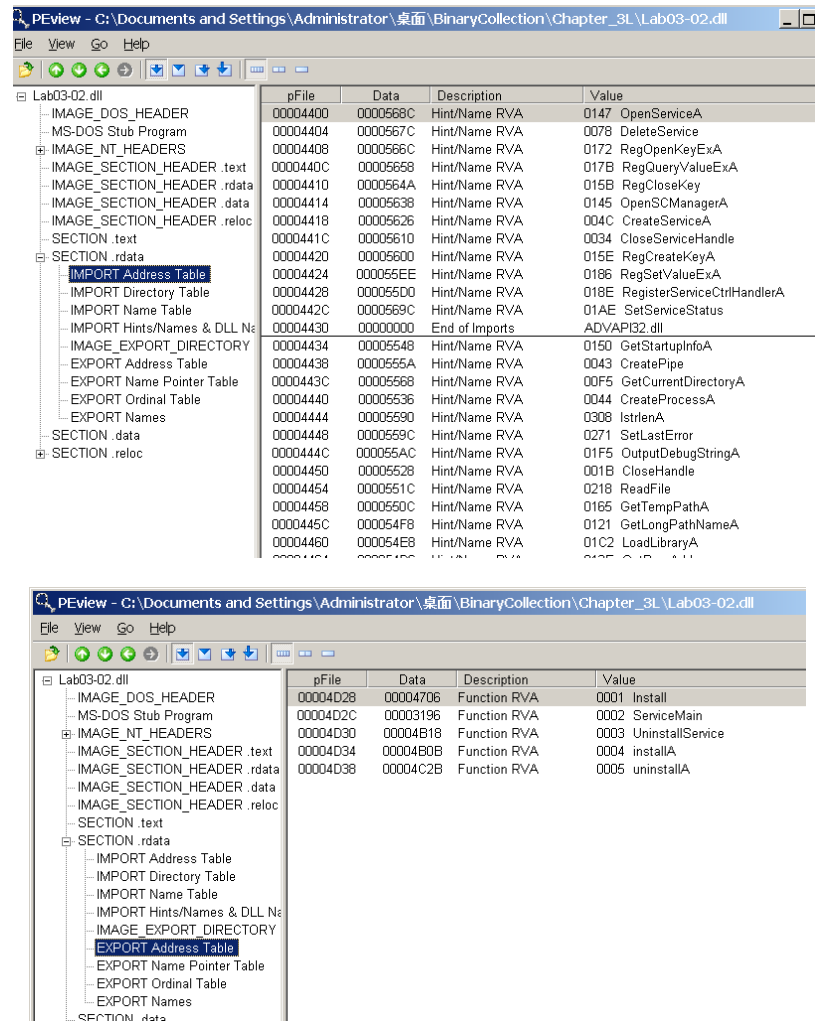 PEview - C:\Documents and Settings\Administrator\桌面\BinaryCollection\Chapter_3L\Lab03-02.dll
File View Go Help
Lab03-02.dll
IMAGE_DOS_HEADER
MS-DOS Stub Program
IMAGE_NT_HEADERS
IMAGE_SECTION_HEADER .text
IMAGE_SECTION_HEADER .rdata
IMAGE_SECTION_HEADER .data
IMAGE_SECTION_HEADER .reloc
SECTION .text
SECTION .rdata
IMPORT Address Table
IMPORT Directory Table
IMPORT Name Table
IMPORT Hints/Names & DLL Na
IMAGE_EXPORT_DIRECTORY
EXPORT Address Table
EXPORT Name Pointer Table
EXPORT Ordinal Table
EXPORT Names
SECTION .data
SECTION .reloc
pFile Data Description Value
00004400 0000568C Hint/Name RVA 0147 OpenServiceA
00004404 0000567C Hint/Name RVA 0078 DeleteService
00004408 0000566C Hint/Name RVA 0172 RegOpenKeyExA
0000440C 00005658 Hint/Name RVA 017B RegQueryValueExA
00004410 0000564A Hint/Name RVA 015B RegCloseKey
00004414 00005638 Hint/Name RVA 0145 OpenSCManagerA
00004418 00005626 Hint/Name RVA 004C CreateServiceA
0000441C 00005610 Hint/Name RVA 0034 CloseServiceHandle
00004420 00005600 Hint/Name RVA 015E RegCreateKeyA
00004424 000055EE Hint/Name RVA 0186 RegSetValueExA
00004428 000055D0 Hint/Name RVA 018E RegisterServiceCtrlHandlerA
0000442C 0000569C Hint/Name RVA 01AE SetServiceStatus
00004430 00000000 End of Imports ADVAPI32.dll
00004434 00005548 Hint/Name RVA 0150 GetStartupInfoA
00004438 0000555A Hint/Name RVA 0043 CreatePipe
0000443C 00005568 Hint/Name RVA 00F5 GetCurrentDirectoryA
00004440 00005536 Hint/Name RVA 0044 CreateProcessA
00004444 00005590 Hint/Name RVA 0308 lstrlenA
00004448 0000559C Hint/Name RVA 0271 SetLastError
0000444C 000055AC Hint/Name RVA 01F5 OutputDebugStringA
00004450 00005528 Hint/Name RVA 001B CloseHandle
00004454 0000551C Hint/Name RVA 0218 ReadFile
00004458 0000550C Hint/Name RVA 0165 GetTempPathA
0000445C 000054F8 Hint/Name RVA 0121 GetLongPathNameA
00004460 000054E8 Hint/Name RVA 01C2 LoadLibraryA
PEview - C:\Documents and Settings\Administrator\桌面\BinaryCollection\Chapter_3L\Lab03-02.dll
File View Go Help
Lab03-02.dll
IMAGE_DOS_HEADER
MS-DOS Stub Program
IMAGE_NT_HEADERS
IMAGE_SECTION_HEADER .text
IMAGE_SECTION_HEADER .rdata
IMAGE_SECTION_HEADER .data
IMAGE_SECTION_HEADER .reloc
SECTION .text
SECTION .rdata
IMPORT Address Table
IMPORT Directory Table
IMPORT Name Table
IMPORT Hints/Names & DLL Na
IMAGE_EXPORT_DIRECTORY
EXPORT Address Table
EXPORT Name Pointer Table
EXPORT Ordinal Table
EXPORT Names
SECTION .data
pFile Data Description Value
00004D28 00004706 Function RVA 0001 Install
00004D2C 00003196 Function RVA 0002 ServiceMain
00004D30 00004B18 Function RVA 0003 UninstallService
00004D34 00004B0B Function RVA 0004 installA
00004D38 00004C2B Function RVA 0005 uninstallA